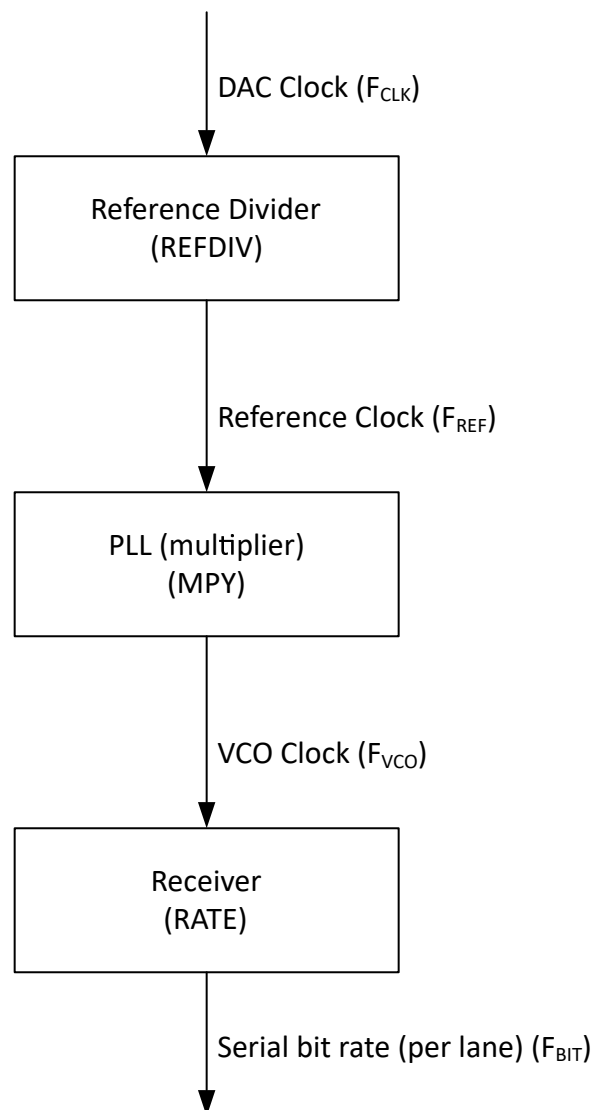 DAC Clock (FCLK)
Reference Divider
(REFDIV)
Reference Clock (FREF)
PLL (multiplier)
(MPY)
VCO Clock (FVCO)
Receiver
(RATE)
Serial bit rate (per lane) (FBIT)